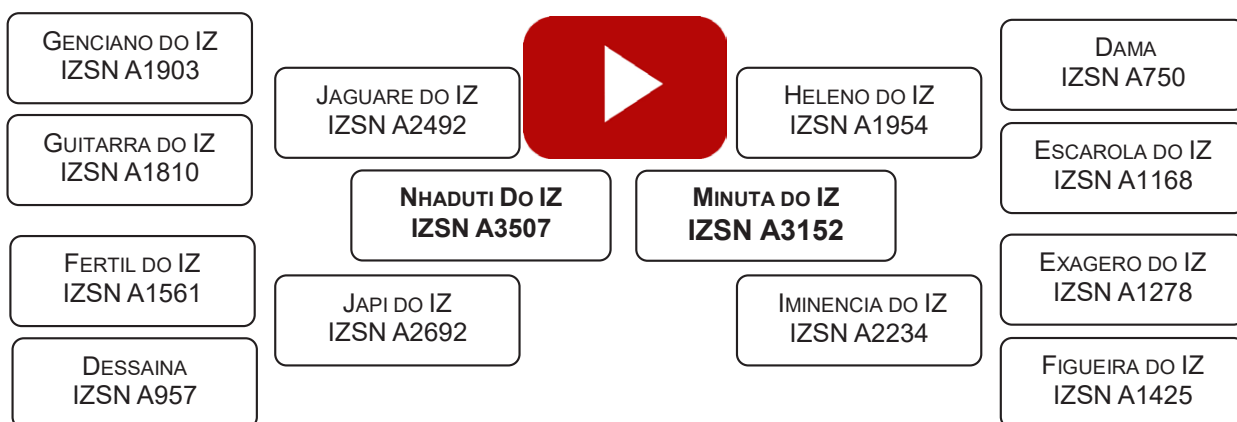 GENCIANO DO IZ
IZSN A1903
GUITARRA DO IZ
IZSN A1810
FERTIL DO IZ
IZSN A1561
DESSAINA
IZSN A957
JAGUARE DO IZ
IZSN A2492
JAPI DO IZ
IZSN A2692
NHADUTI DO IZ
IZSN A3507
MINUTA DO IZ
IZSN A3152
HELENO DO IZ
IZSN A1954
IMINENCIA DO IZ
IZSN A2234
DAMA
IZSN A750
ESCAROLA DO IZ
IZSN A1168
EXAGERO DO IZ
IZSN A1278
FIGUEIRA DO IZ
IZSN A1425